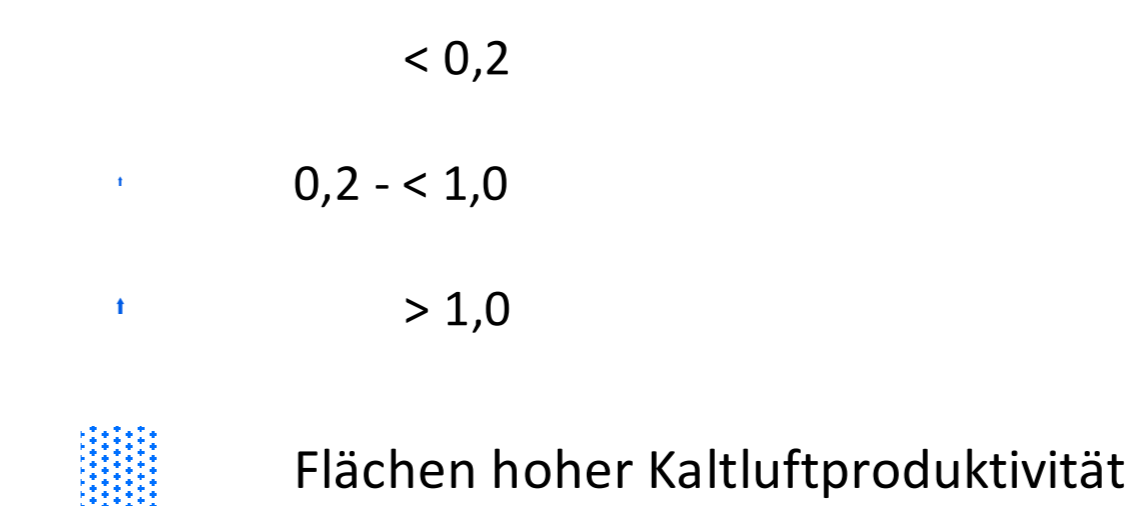 < 0,2
0,2 - < 1,0
> 1,0
Flächen hoher Kaltluftproduktivität